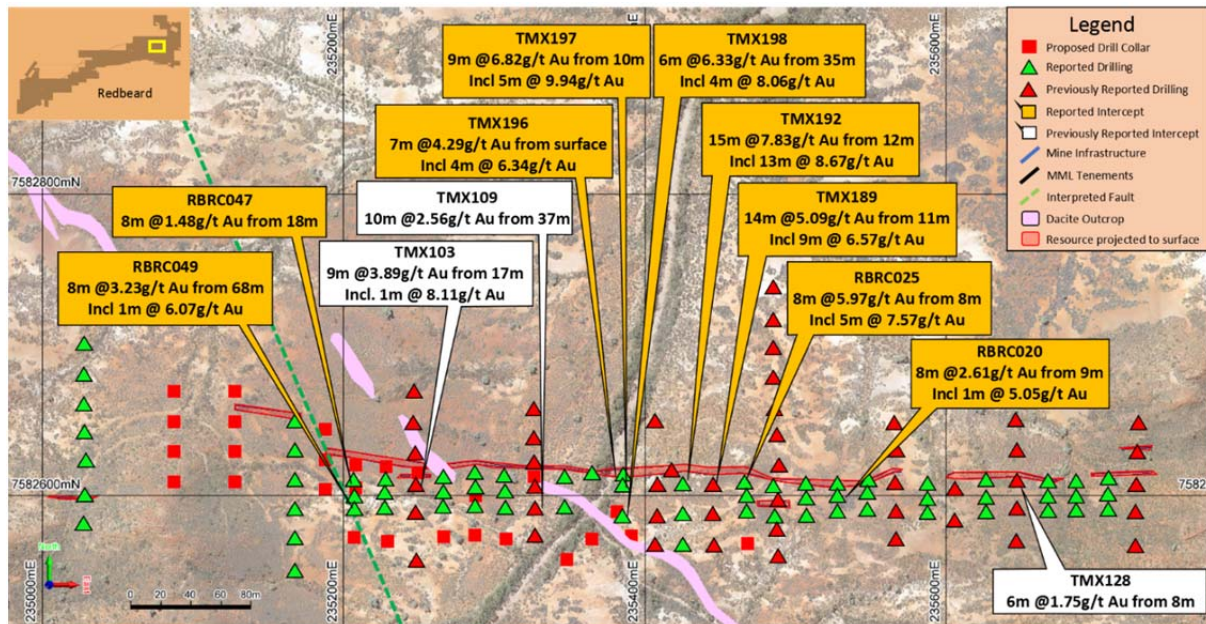 Redbeard
235200mE
235600mE
TMX197
9m @6.82g/t Au from 10m
Incl 5m @ 9.94g/t Au
TMX198
6m @6.33g/t Au from 35m
Incl 4m @ 8.06g/t Au
TMX196
7m @4.29g/t Au from surface
Incl 4m @ 6.34g/t Au
TMX192
15m @7.83g/t Au from 12m
Incl 13m @ 8.67g/t Au
7582800mN
RBRC047
8m @1.48g/t Au from 18m
TMX109
10m @2.56g/t Au from 37m
TMX189
14m @5.09g/t Au from 11m
Incl 9m @ 6.57g/t Au
RBRC049
8m @3.23g/t Au from 68m
Incl 1m @ 6.07g/t Au
TMX103
9m @3.89g/t Au from 17m
Incl. 1m @ 8.11g/t Au
RBRC025
8m @5.97g/t Au from 8m
Incl 5m @ 7.57g/t Au
RBRC020
8m @2.61g/t Au from 9m
Incl 1m @ 5.05g/t Au
Legend
Proposed Drill Collar
Reported Drilling
Previously Reported Drilling
Reported Intercept
Previously Reported Intercept
Mine Infrastructure
MML Tenements
Interpreted Fault
Dacite Outcrop
Resource projected to surface
7582600mN
7582
TMX128
6m @1.75g/t Au from 8m
North
East
0 20 40 60 80m
235000mE
235200mE
235400mE
235600mE